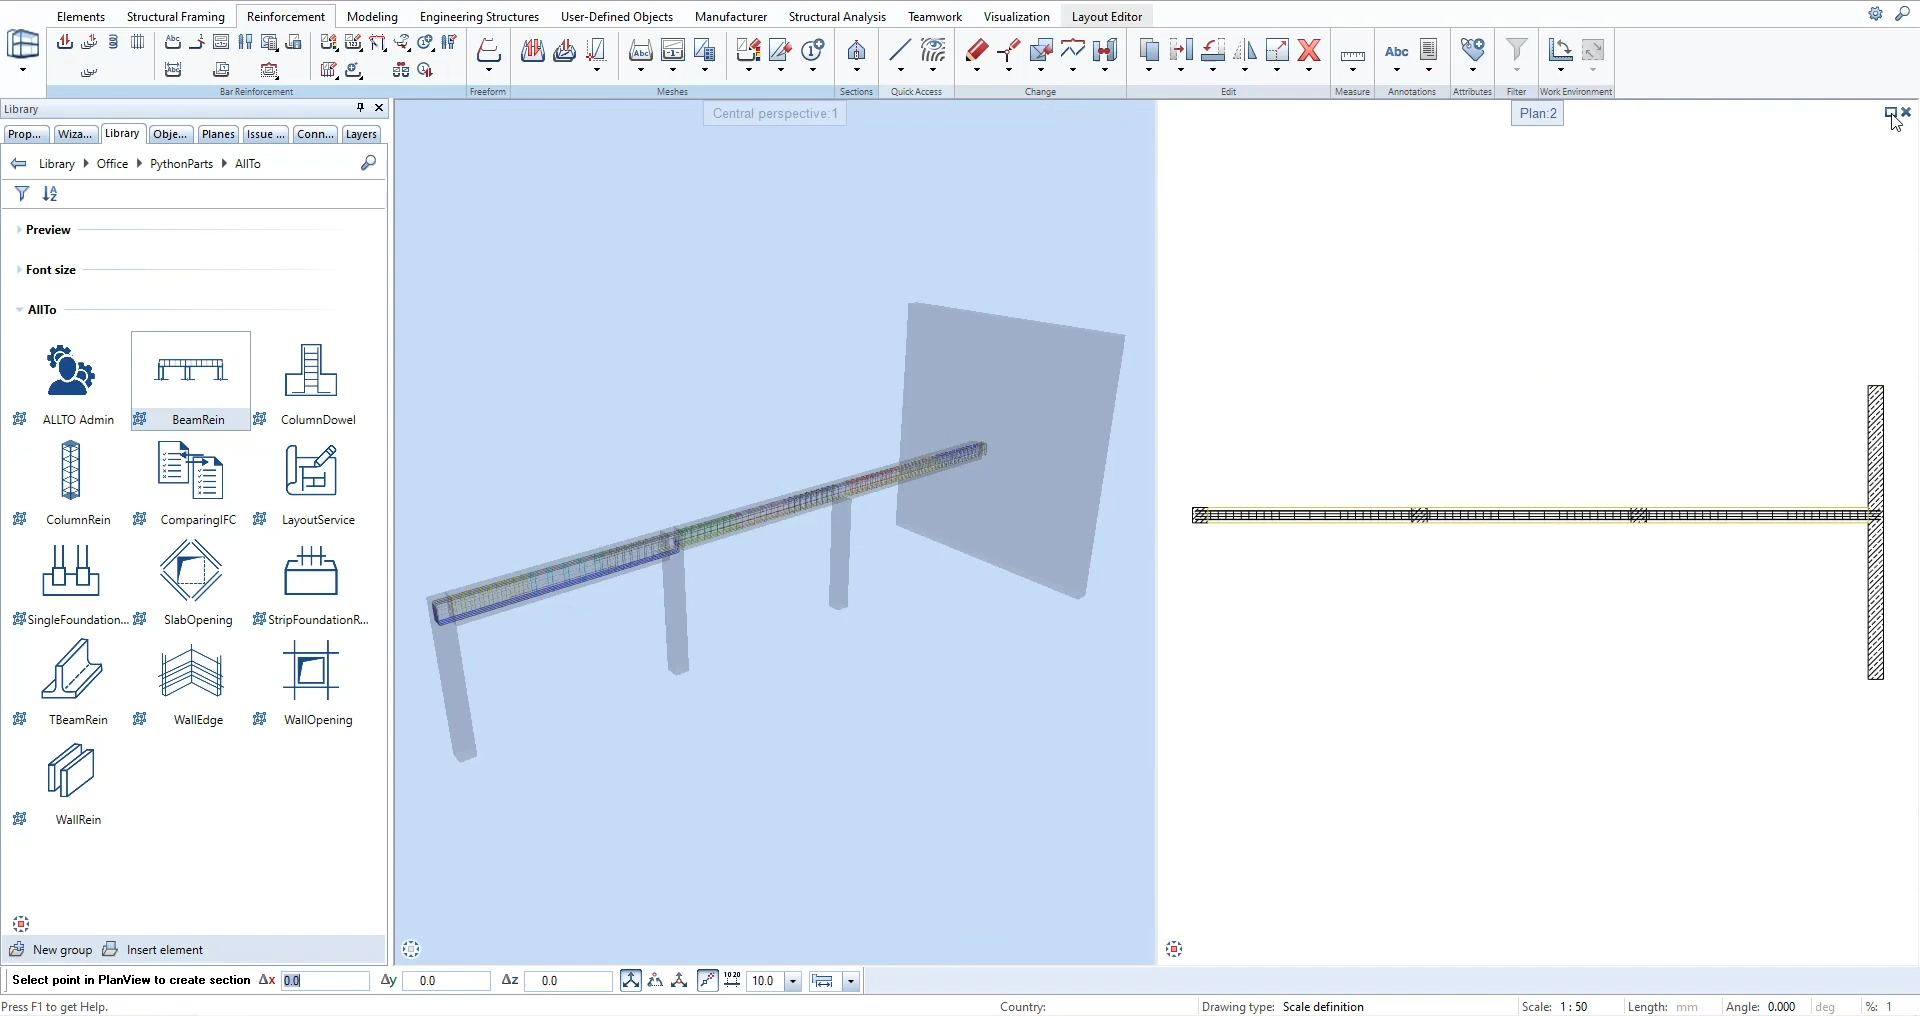 Elements Structural Framing Reinforcement Modeling Engineering Structures User-Defined Objects Manufacturer Structural Analysis Teamwork Visualization Layout Editor
Bar Reinforcement Freeform Meshes Sections Quick Access Change Edit Measure Annotations Attributes Filter Work Environment
Library
Prop... Wiza... Library Obje... Planes Issue ... Conn... Layers
Library Office PythonParts AllTo
Preview
Font size
AllTo
ALLTO Admin BeamRein ColumnDowel
ColumnRein ComparingIFC LayoutService
SingleFoundation... SlabOpening StripFoundationR...
TBeamRein WallEdge WallOpening
WallRein
New group Insert element
Central perspective:1
Plan:2
Select point in PlanView to create section Δx 0.0 Δy 0.0 Δz 0.0 10.0
Press F1 to get Help. Country: Drawing type: Scale definition Scale: 1 : 50 Length: mm Angle: 0.000 deg %: 1